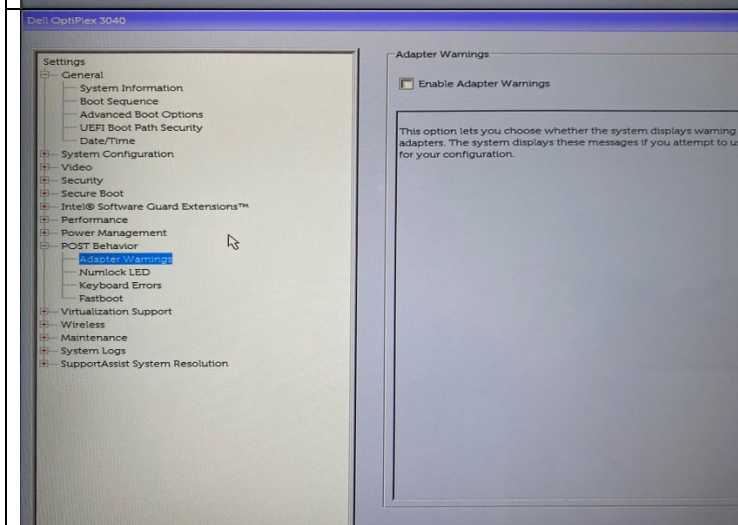 Dell OptiPlex 3040
Settings
General
System Information
Boot Sequence
Advanced Boot Options
UEFI Boot Path Security
Date/Time
System Configuration
Video
Security
Secure Boot
Intel® Software Guard Extensions™
Performance
Power Management
POST Behavior
Adapter Warnings
Numlock LED
Keyboard Errors
Fastboot
Virtualization Support
Wireless
Maintenance
System Logs
SupportAssist System Resolution
Adapter Warnings
Enable Adapter Warnings
This option lets you choose whether the system displays warning
adapters. The system displays these messages if you attempt to
for your configuration.